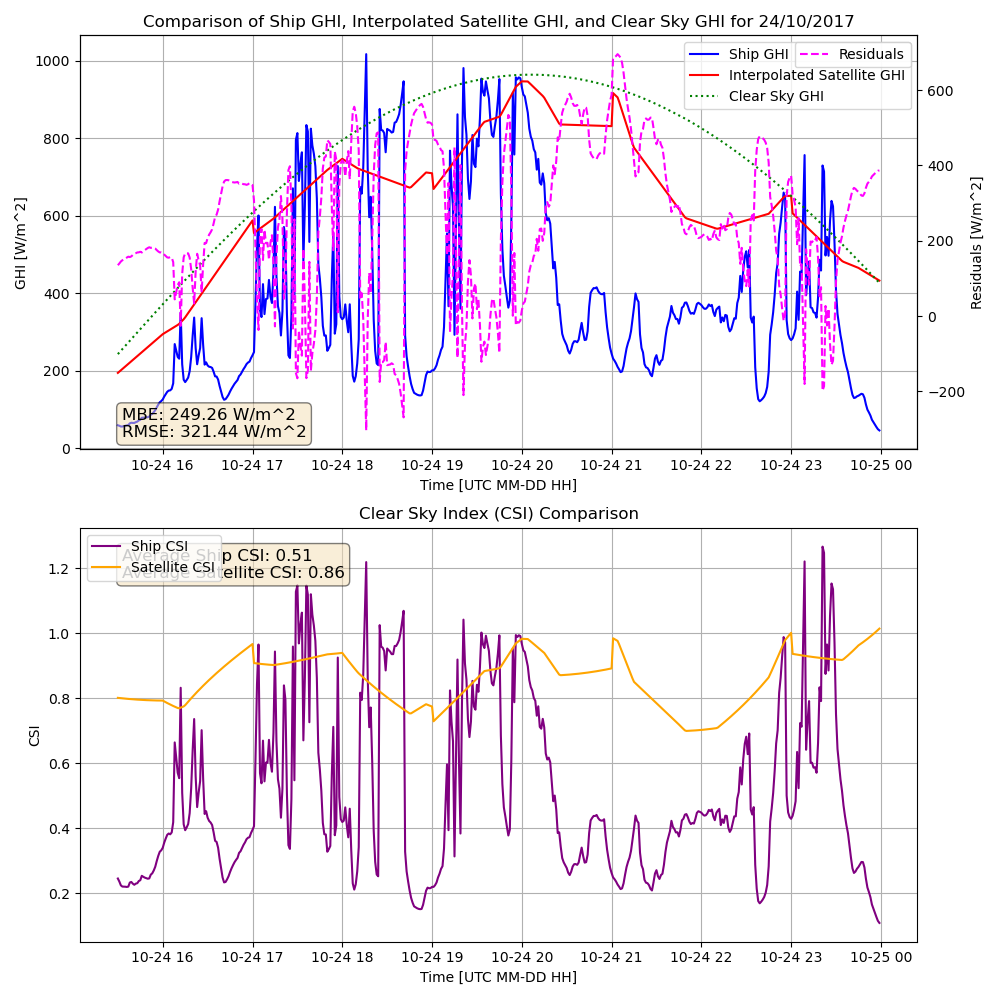 Comparison of Ship GHI, Interpolated Satellite GHI, and Clear Sky GHI for 24/10/2017
Ship GHI
Residuals
Interpolated Satellite GHI
Clear Sky GHI
GHI [W/m^2]
1000
800
600
400
200
0
600
400
200
0
−200
Residuals [W/m^2]
MBE: 249.26 W/m^2
RMSE: 321.44 W/m^2
10-24 16
10-24 17
10-24 18
10-24 19
10-24 20
10-24 21
10-24 22
10-24 23
10-25 00
Time [UTC MM-DD HH]
Clear Sky Index (CSI) Comparison
Ship CSI
Satellite CSI
Average Ship CSI: 0.51
Average Satellite CSI: 0.86
CSI
1.2
1.0
0.8
0.6
0.4
0.2
10-24 16
10-24 17
10-24 18
10-24 19
10-24 20
10-24 21
10-24 22
10-24 23
10-25 00
Time [UTC MM-DD HH]